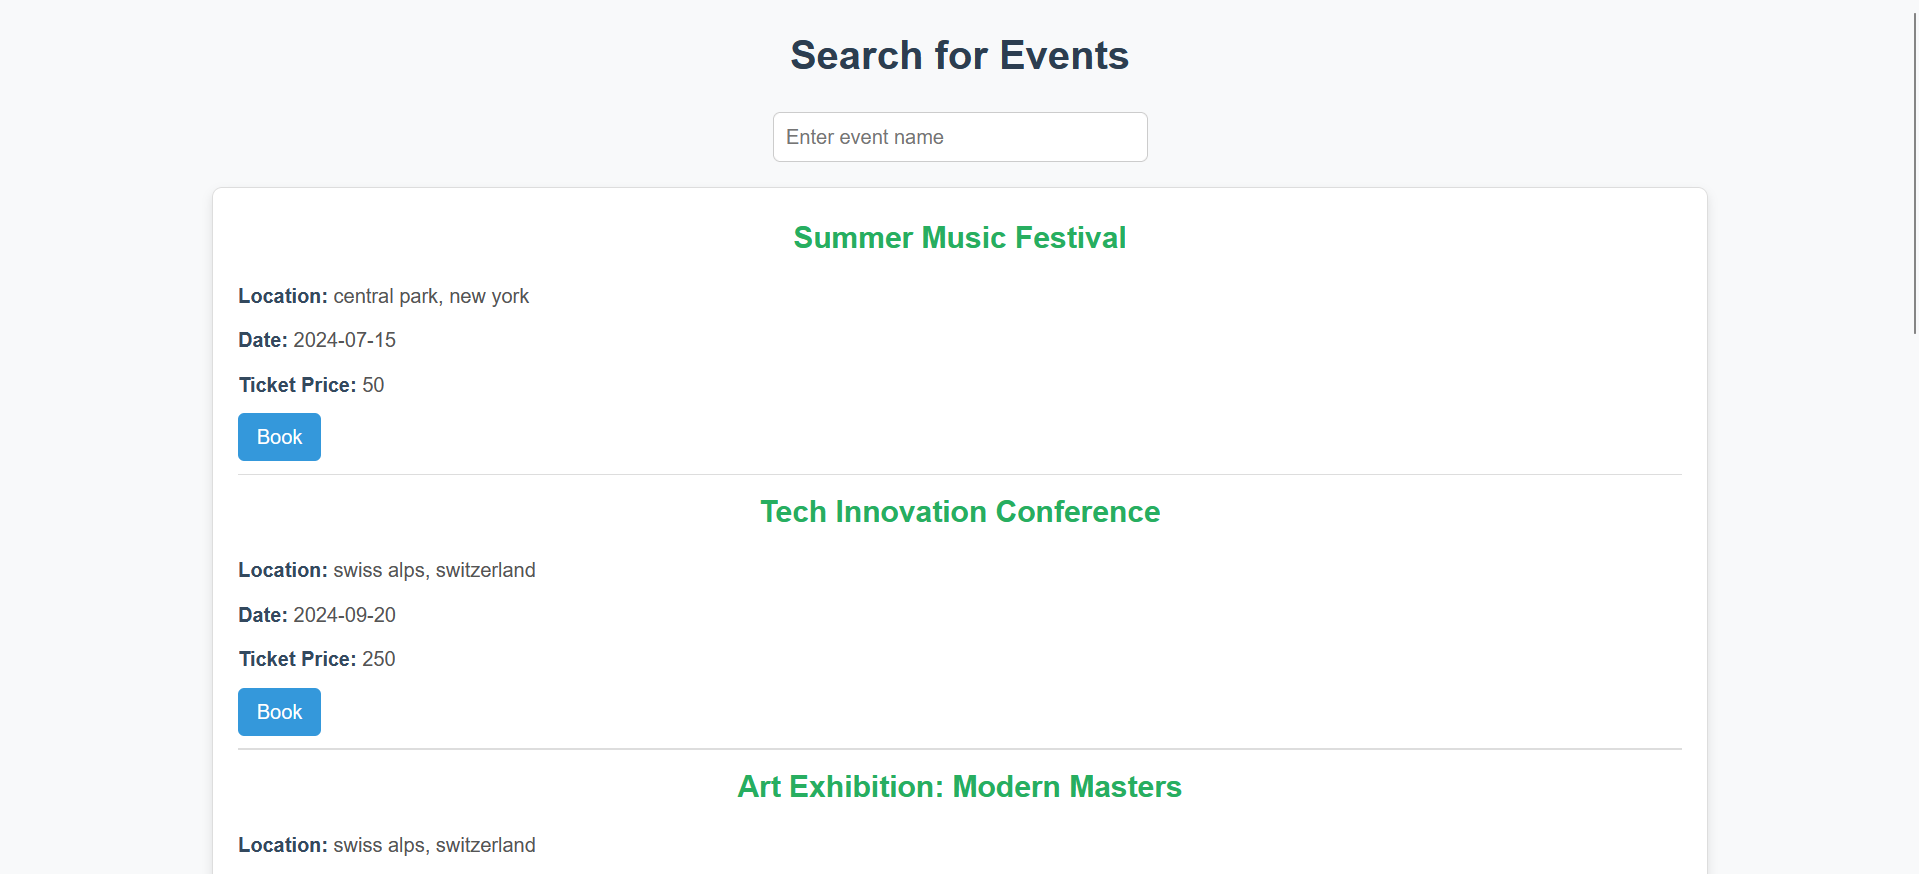 Search for Events
Enter event name
Summer Music Festival
Location: central park, new york
Date: 2024-07-15
Ticket Price: 50
Book
Tech Innovation Conference
Location: swiss alps, switzerland
Date: 2024-09-20
Ticket Price: 250
Book
Art Exhibition: Modern Masters
Location: swiss alps, switzerland